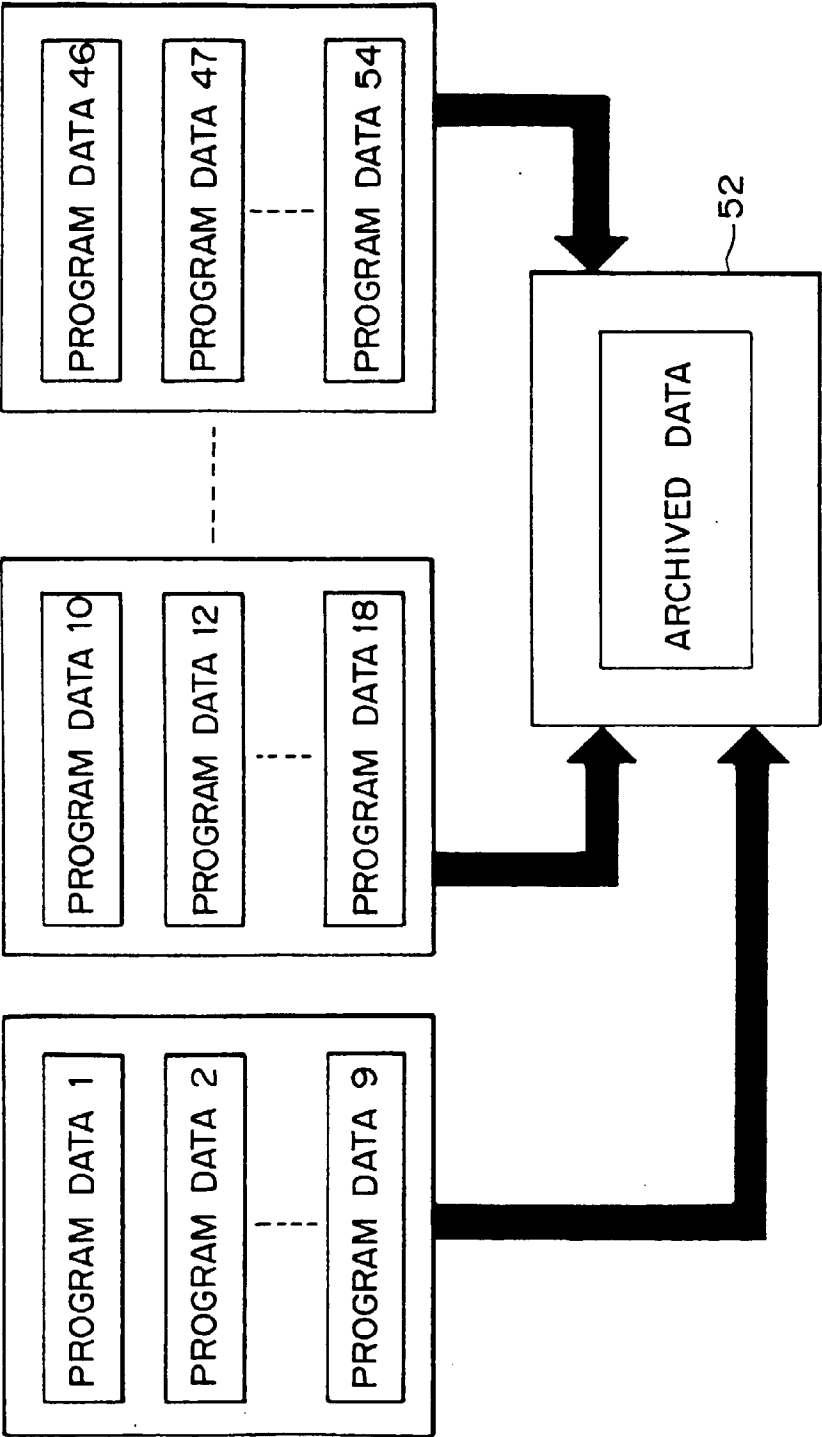 PROGRAM DATA 1
PROGRAM DATA 2
PROGRAM DATA 9
PROGRAM DATA 10
PROGRAM DATA 12
PROGRAM DATA 18
PROGRAM DATA 46
PROGRAM DATA 47
PROGRAM DATA 54
ARCHIVED DATA
52